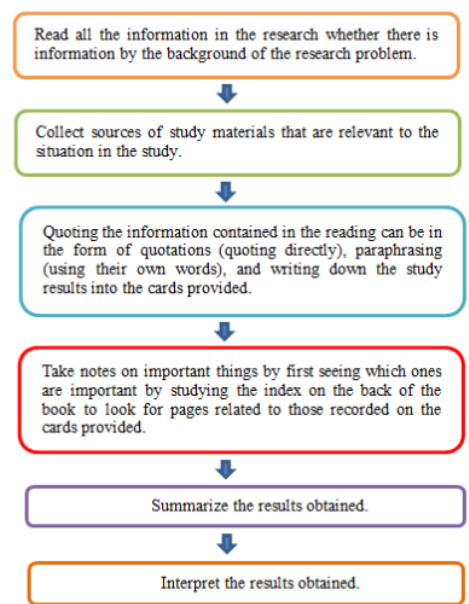 Read all the information in the research whether there is
information by the background of the research problem.
Collect sources of study materials that are relevant to the
situation in the study.
Quoting the information contained in the reading can be in
the form of quotations (quoting directly), paraphrasing
(using their own words), and writing down the study
results into the cards provided.
Take notes on important things by first seeing which ones
are important by studying the index on the back of the
book to look for pages related to those recorded on the
cards provided.
Summarize the results obtained.
Interpret the results obtained.